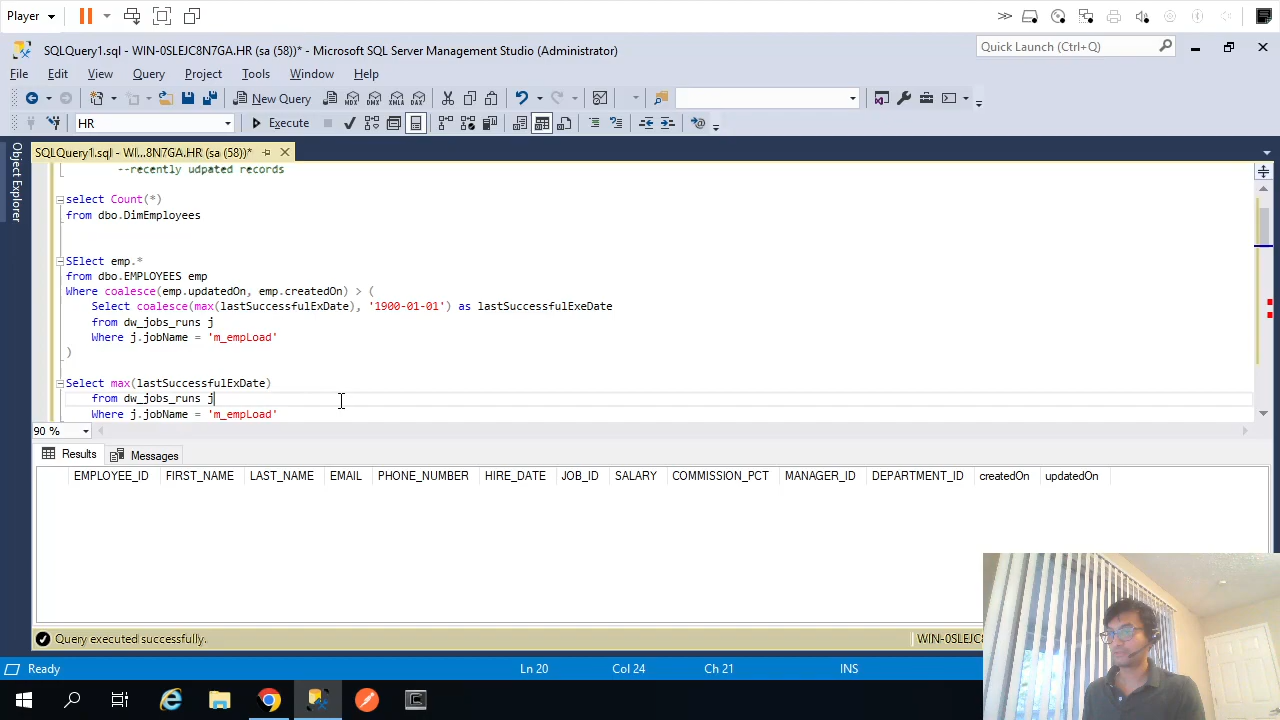 Player
SQLQuery1.sql - WIN-0SLEJC8N7GA.HR (sa (58))* - Microsoft SQL Server Management Studio (Administrator)
Quick Launch (Ctrl+Q)
File Edit View Query Project Tools Window Help
New Query
MDX DMX XMLA DAX
HR
Execute
SQLQuery1.sql - WI...8N7GA.HR (sa (58))*
Object Explorer
--recently udpated records
select Count(*)
from dbo.DimEmployees
SElect emp.*
from dbo.EMPLOYEES emp
Where coalesce(emp.updatedOn, emp.createdOn) > (
Select coalesce(max(lastSuccessfulExDate), '1900-01-01') as lastSuccessfulExeDate
from dw_jobs_runs j
Where j.jobName = 'm_empLoad'
)
Select max(lastSuccessfulExDate)
from dw_jobs_runs j
Where j.jobName = 'm_empLoad'
90 %
Results Messages
EMPLOYEE_ID FIRST_NAME LAST_NAME EMAIL PHONE_NUMBER HIRE_DATE JOB_ID SALARY COMMISSION_PCT MANAGER_ID DEPARTMENT_ID createdOn updatedOn
Query executed successfully.
WIN-0SLEJC
Ready
Ln 20
Col 24
Ch 21
INS